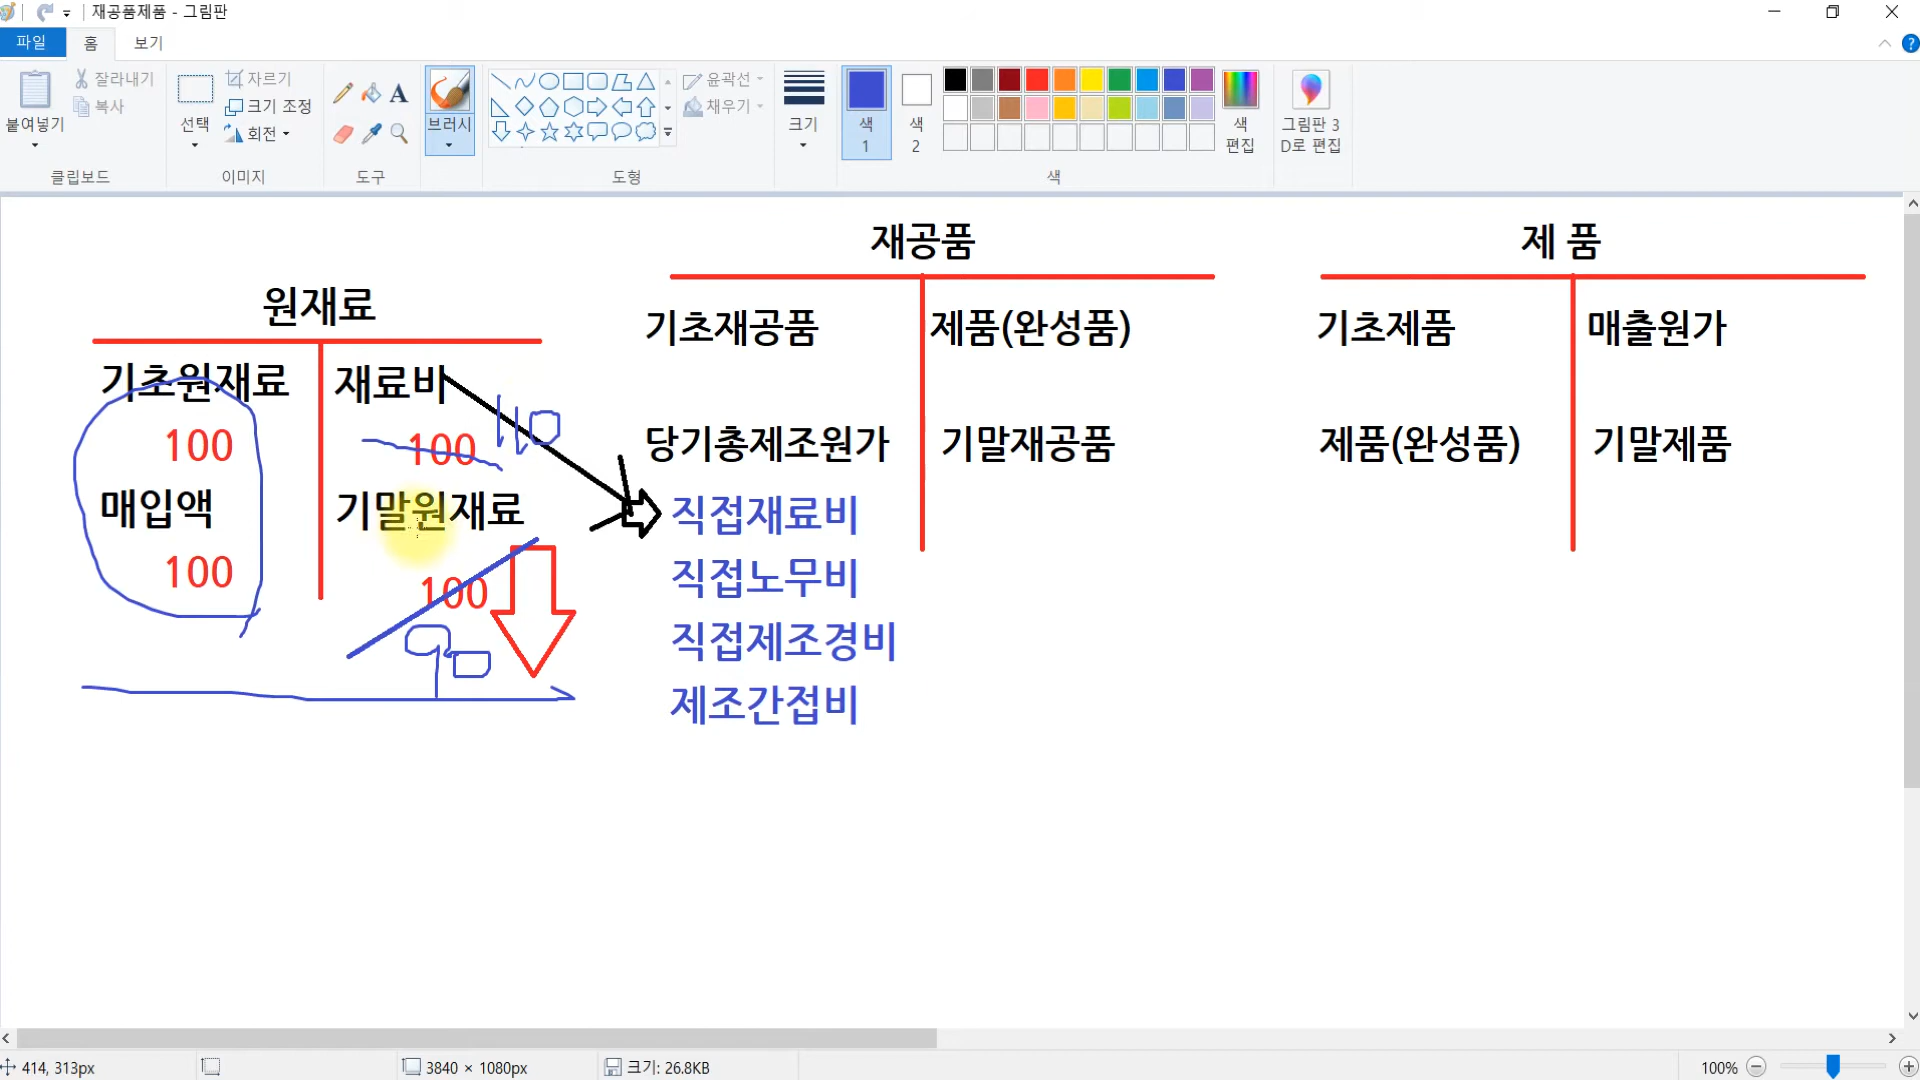 재공품제품 - 그림판
파일 홈 보기
붙여넣기
잘라내기
복사
클립보드
선택
자르기
크기 조정
회전
이미지
A
도구
브러시
윤곽선
채우기
도형
크기
색
1
색
2
색
편집
색
그림판 3
D로 편집
원재료
기초원재료
100
매입액
100
재료비
100
110
기말원재료
100
90
재공품
기초재공품
당기총제조원가
직접재료비
직접노무비
직접제조경비
제조간접비
제품(완성품)
기말재공품
제 품
기초제품
제품(완성품)
매출원가
기말제품
414, 313px
3840 × 1080px
크기: 26.8KB
100%